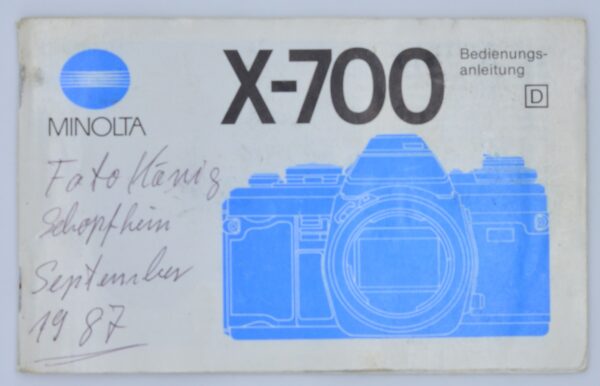 MINOLTA
X-700
Bedienungs-
anleitung
D
Foto König
Schopfheim
September
1987